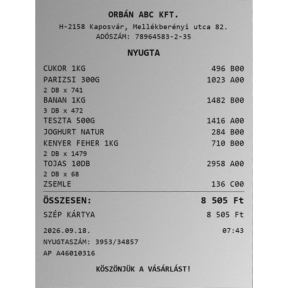 ORBÁN ABC KFT.
H-2158 Kaposvár, Mellékberényi utca 82.
ADÓSZÁM: 78964583-2-35
NYUGTA
CUKOR 1KG 496 B00
PARIZSI 300G 1023 A00
2 DB x 741
BANAN 1KG 1482 B00
3 DB x 472
TESZTA 500G 1416 A00
JOGHURT NATUR 284 B00
KENYER FEHER 1KG 710 B00
2 DB x 1479
TOJAS 10DB 2958 A00
2 DB x 68
ZSEMLE 136 C00
ÖSSZESEN: 8 505 Ft
SZÉP KÁRTYA 8 505 Ft
2026.09.18. 07:43
NYUGTASZÁM: 3953/34857
AP A46010316
KÖSZÖNJÜK A VÁSÁRLÁST!